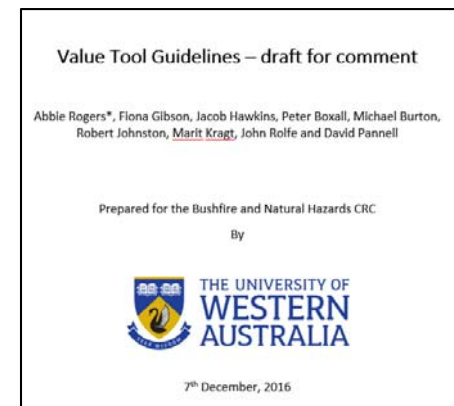 Value Tool Guidelines – draft for comment
Abbie Rogers*, Fiona Gibson, Jacob Hawkins, Peter Boxall, Michael Burton,
Robert Johnston, Marit Kragt, John Rolfe and David Pannell
Prepared for the Bushfire and Natural Hazards CRC
By
THE UNIVERSITY OF
WESTERN
AUSTRALIA
7th December, 2016